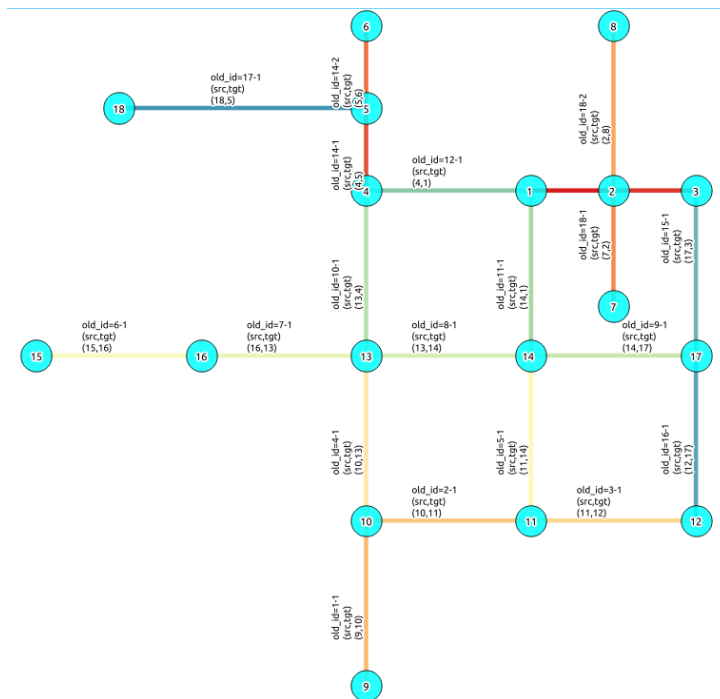 6
8
old_id=17-1
(src,tgt)
(18,5)
old_id=14-2
(src,tgt)
(5,6)
old_id=18-2
(src,tgt)
(2,8)
18
5
old_id=14-1
(src,tgt)
(4,5)
old_id=12-1
(src,tgt)
(4,1)
4
1
2
3
old_id=18-1
(src,tgt)
(7,2)
old_id=15-1
(src,tgt)
(17,3)
old_id=10-1
(src,tgt)
(13,4)
old_id=11-1
(src,tgt)
(14,1)
7
old_id=6-1
(src,tgt)
(15,16)
old_id=7-1
(src,tgt)
(16,13)
old_id=8-1
(src,tgt)
(13,14)
old_id=9-1
(src,tgt)
(14,17)
15
16
13
14
17
old_id=4-1
(src,tgt)
(10,13)
old_id=5-1
(src,tgt)
(11,14)
old_id=16-1
(src,tgt)
(12,17)
old_id=2-1
(src,tgt)
(10,11)
old_id=3-1
(src,tgt)
(11,12)
10
11
12
old_id=1-1
(src,tgt)
(9,10)
9